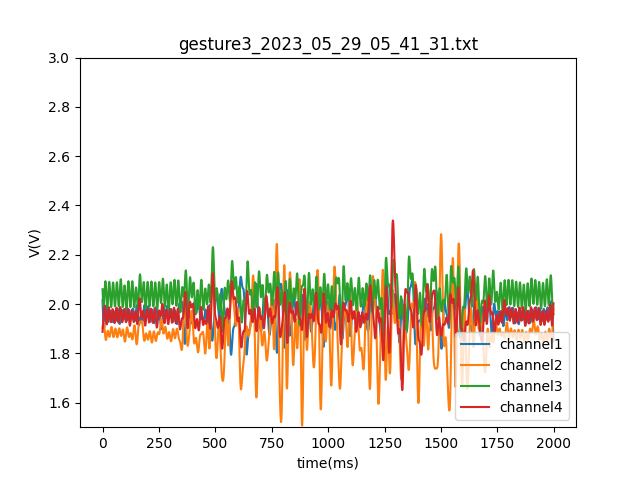 gesture3_2023_05_29_05_41_31.txt
3.0
2.8
2.6
2.4
2.2
2.0
1.8
1.6
V(V)
0 250 500 750 1000 1250 1500 1750 2000
time(ms)
channel1
channel2
channel3
channel4